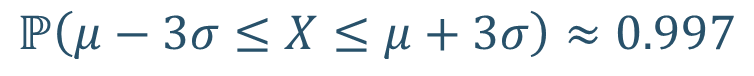 ℙ(𝜇 − 3𝜎 ≤ 𝑋 ≤ 𝜇 + 3𝜎) ≈ 0.997